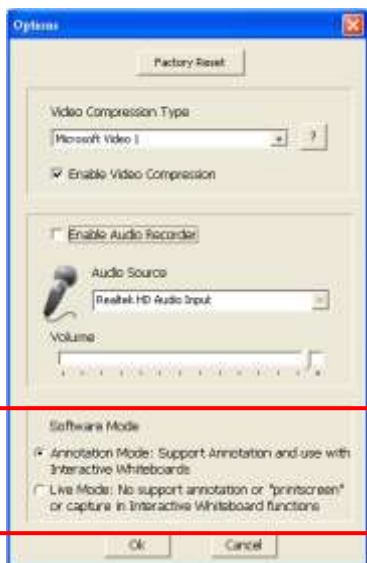 Options
Factory Reset
Video Compression Type
Microsoft Video 1
?
Enable Video Compression
Enable Audio Recorder
Audio Source
Realtek HD Audio Input
Volume
Software Mode
Annotation Mode: Support Annotation and use with
Interactive Whiteboards
Live Mode: No support annotation or "printscreen"
or capture in Interactive Whiteboard functions
Ok
Cancel